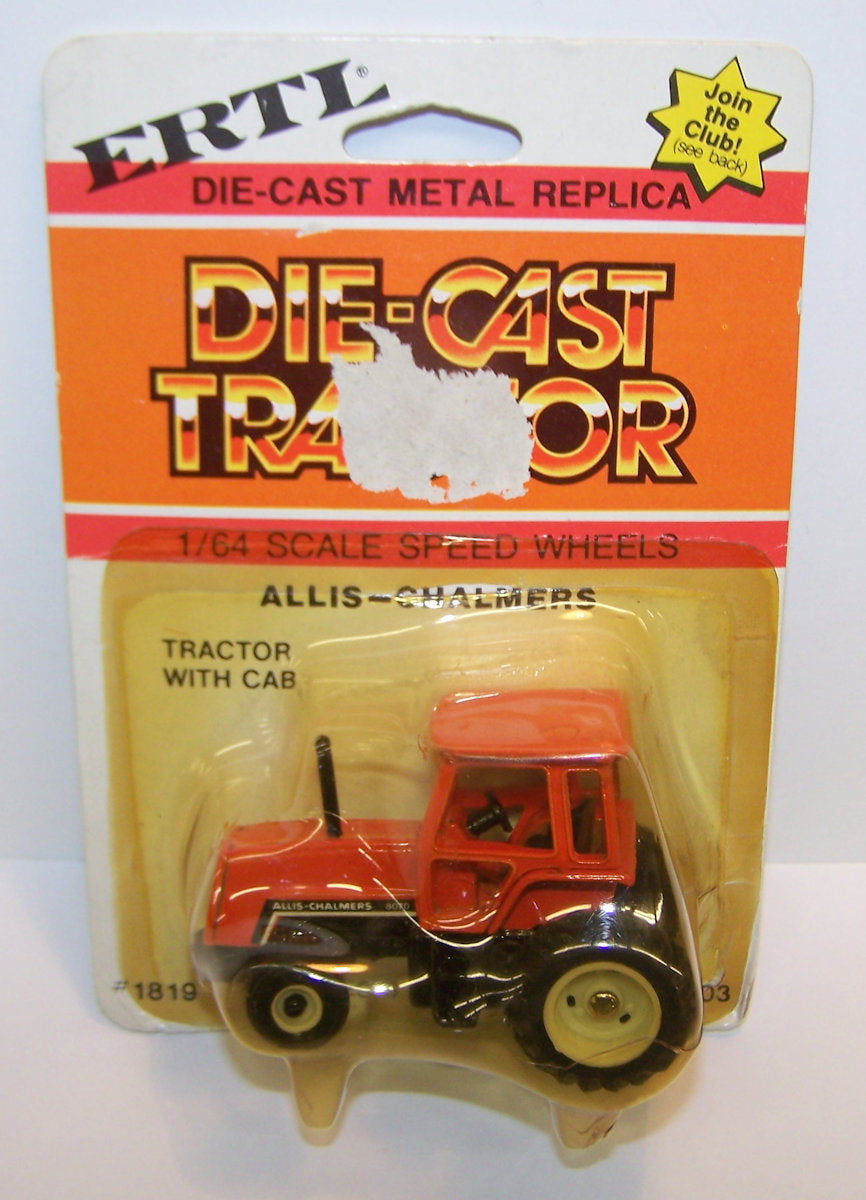 ERTL®
Join
the
Club!
(see back)
DIE-CAST METAL REPLICA
DIE-CAST
TRA OR
1/64 SCALE SPEED WHEELS
ALLIS-CHALMERS
TRACTOR
WITH CAB
ALLIS-CHALMERS 8070
#1819
03